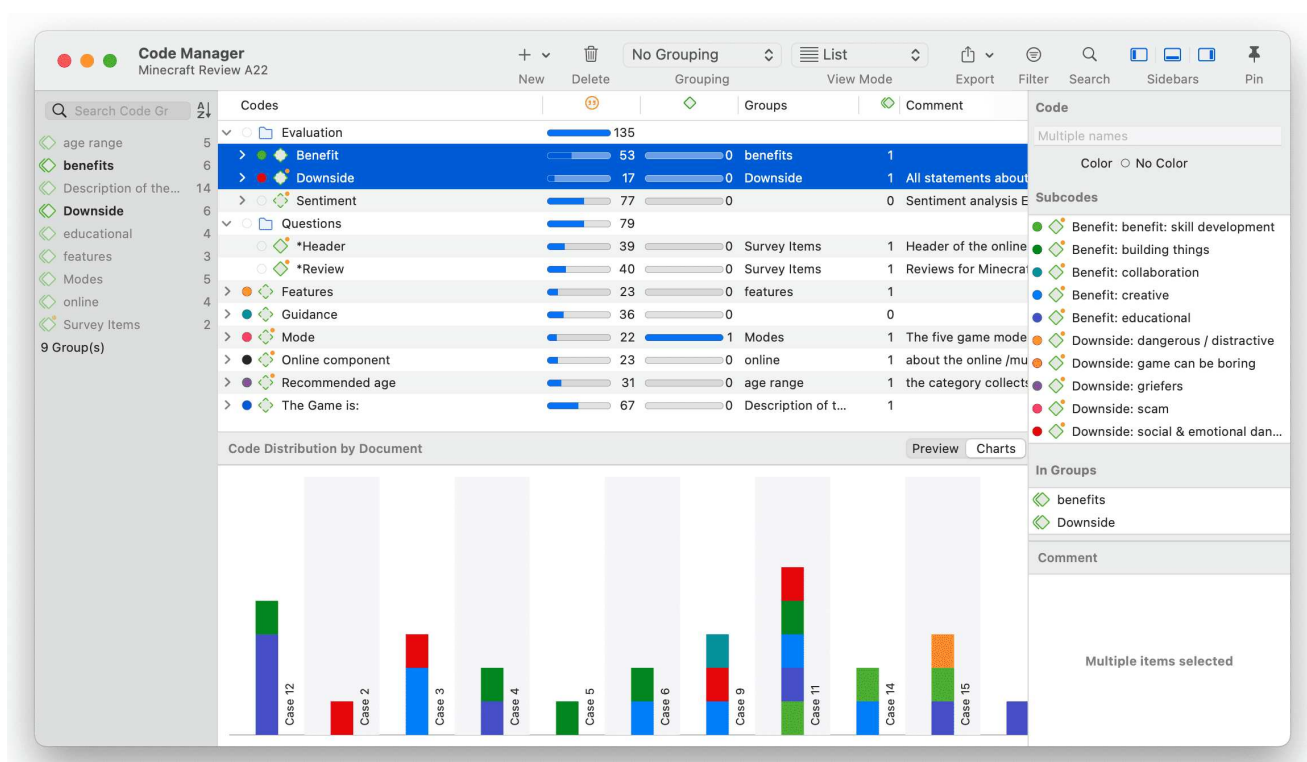 Code Manager
Minecraft Review A22
No Grouping
List
New
Delete
Grouping
View Mode
Export
Filter
Search
Sidebars
Pin
Search Code Gr
age range 5
benefits 6
Description of the... 14
Downside 6
educational 4
features 3
Modes 5
online 4
Survey Items 2
9 Group(s)
Codes Groups Comment
Evaluation 135
Benefit 53 0 benefits 1
Downside 17 0 Downside 1 All statements about
Sentiment 77 0 0 Sentiment analysis E
Questions 79
*Header 39 0 Survey Items 1 Header of the online
*Review 40 0 Survey Items 1 Reviews for Minecra
Features 23 0 features 1
Guidance 36 0 0
Mode 22 1 Modes 1 The five game mode
Online component 23 0 online 1 about the online /mu
Recommended age 31 0 age range 1 the category collects
The Game is: 67 0 Description of t... 1
Code Distribution by Document
Preview Charts
Case 12
Case 2
Case 3
Case 4
Case 5
Case 6
Case 9
Case 11
Case 14
Case 15
Code
Multiple names
Color No Color
Subcodes
Benefit: benefit: skill development
Benefit: building things
Benefit: collaboration
Benefit: creative
Benefit: educational
Downside: dangerous / distractive
Downside: game can be boring
Downside: griefers
Downside: scam
Downside: social & emotional dan...
In Groups
benefits
Downside
Comment
Multiple items selected